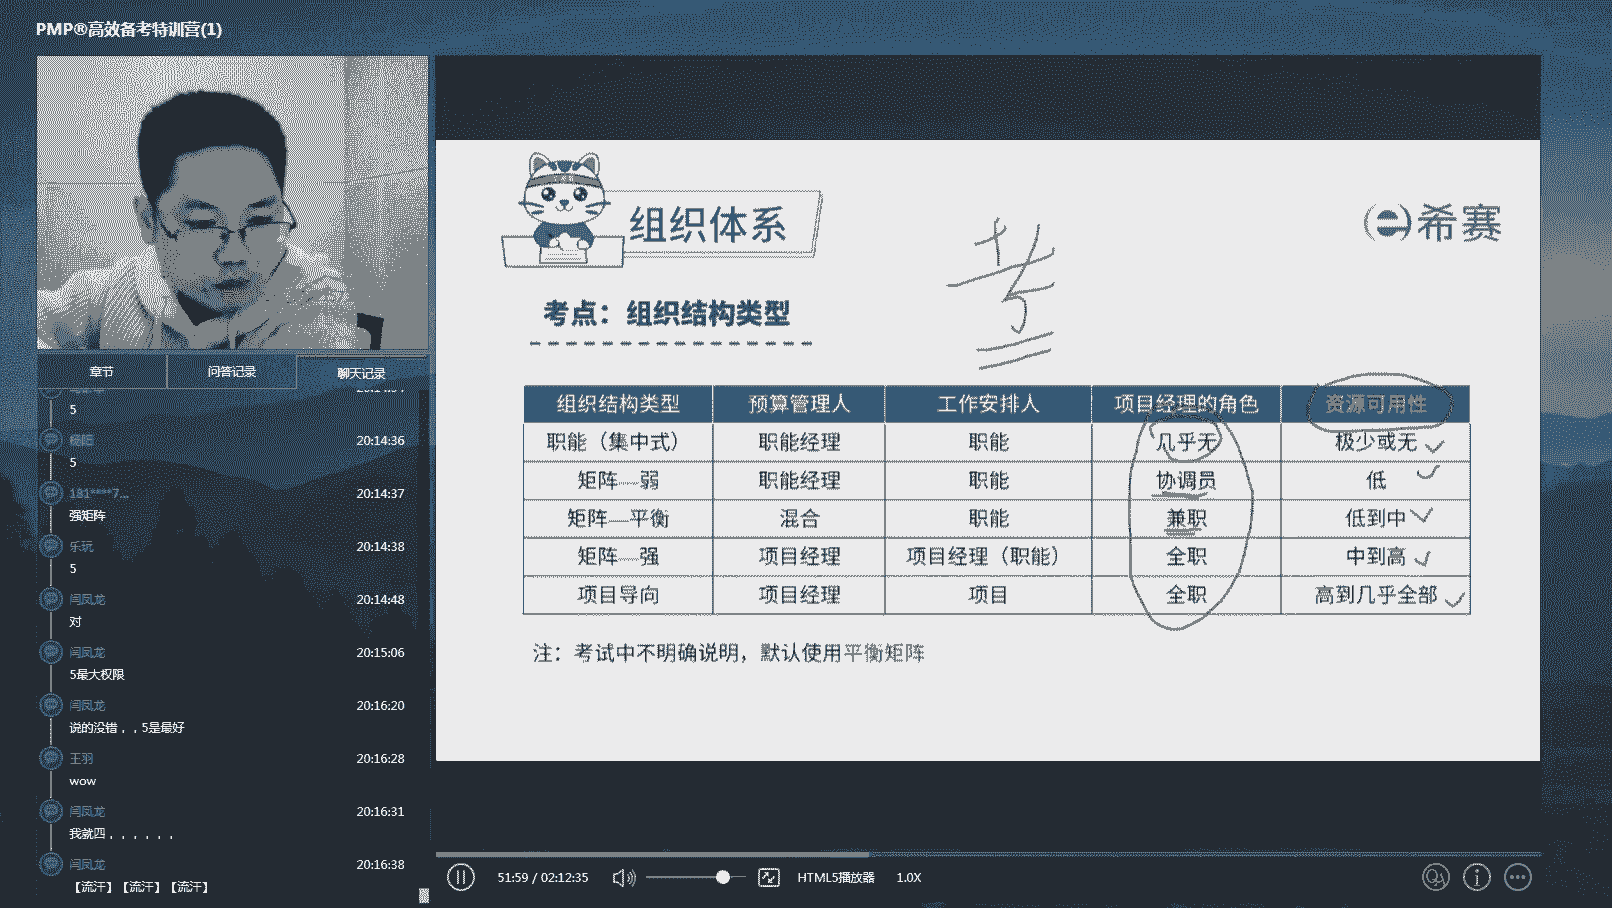 PMP®高效备考特训营(1)
章节
问答记录
聊天记录
5
杨阳
20:14:36
5
181****7...
20:14:37
强矩阵
乐玩
20:14:38
5
闫凤龙
20:14:48
对
闫凤龙
20:15:06
5是最大权限
闫凤龙
20:16:20
说的没错，，5是最好
王羽
20:16:28
wow
闫凤龙
20:16:31
我就四，，，，，，
闫凤龙
20:16:38
【流汗】【流汗】【流汗】
组织体系
希赛
考
考点：组织结构类型
组织结构类型 预算管理人 工作安排人 项目经理的角色 资源可用性
职能（集中式） 职能经理 职能 几乎无 极少或无
矩阵—弱 职能经理 职能 协调员 低
矩阵—平衡 混合 职能 兼职 低到中
矩阵—强 项目经理 项目经理（职能） 全职 中到高
项目导向 项目经理 项目 全职 高到几乎全部
注：考试中不明确说明，默认使用平衡矩阵
51:59 / 02:12:35
HTML5播放器
1.0X